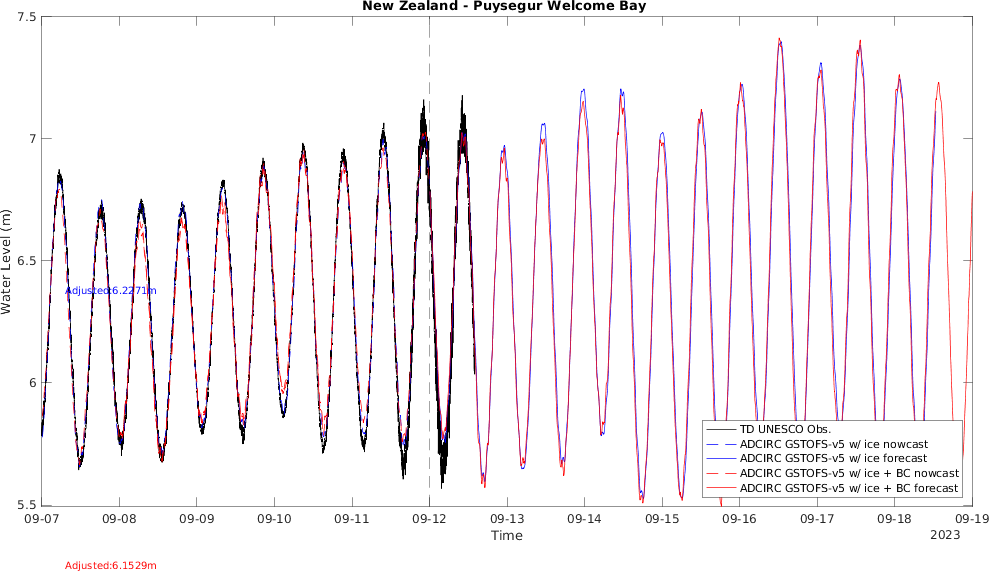 New Zealand - Puysegur Welcome Bay
7.5
7
6.5
6
5.5
Water Level (m)
Adjusted:6.2271m
TD UNESCO Obs.
ADCIRC GSTOFS-v5 w/ ice nowcast
ADCIRC GSTOFS-v5 w/ ice forecast
ADCIRC GSTOFS-v5 w/ ice + BC nowcast
ADCIRC GSTOFS-v5 w/ ice + BC forecast
09-07 09-08 09-09 09-10 09-11 09-12 09-13 09-14 09-15 09-16 09-17 09-18 09-19
Time
2023
Adjusted:6.1529m